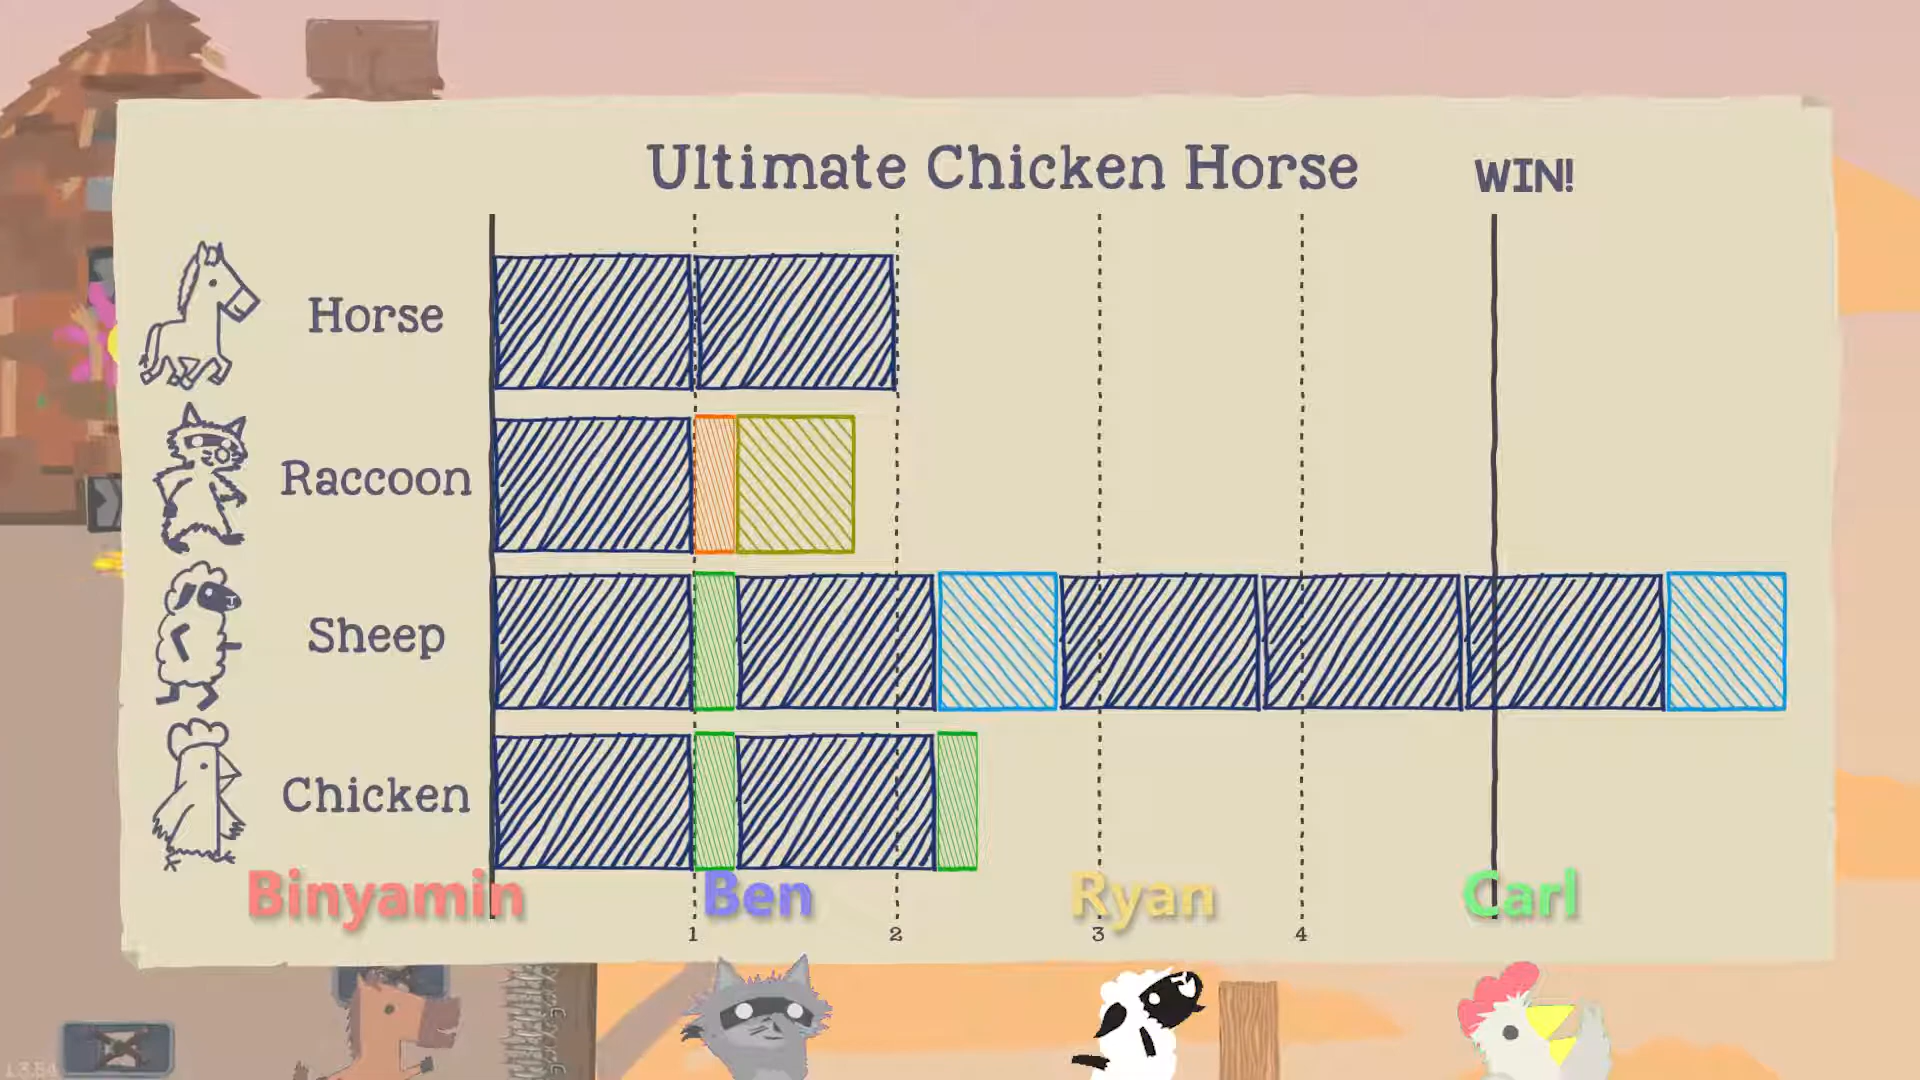 Ultimate Chicken Horse
WIN!
Horse
Raccoon
Sheep
Chicken
Binyamin
Ben
Ryan
Carl
1
2
3
4